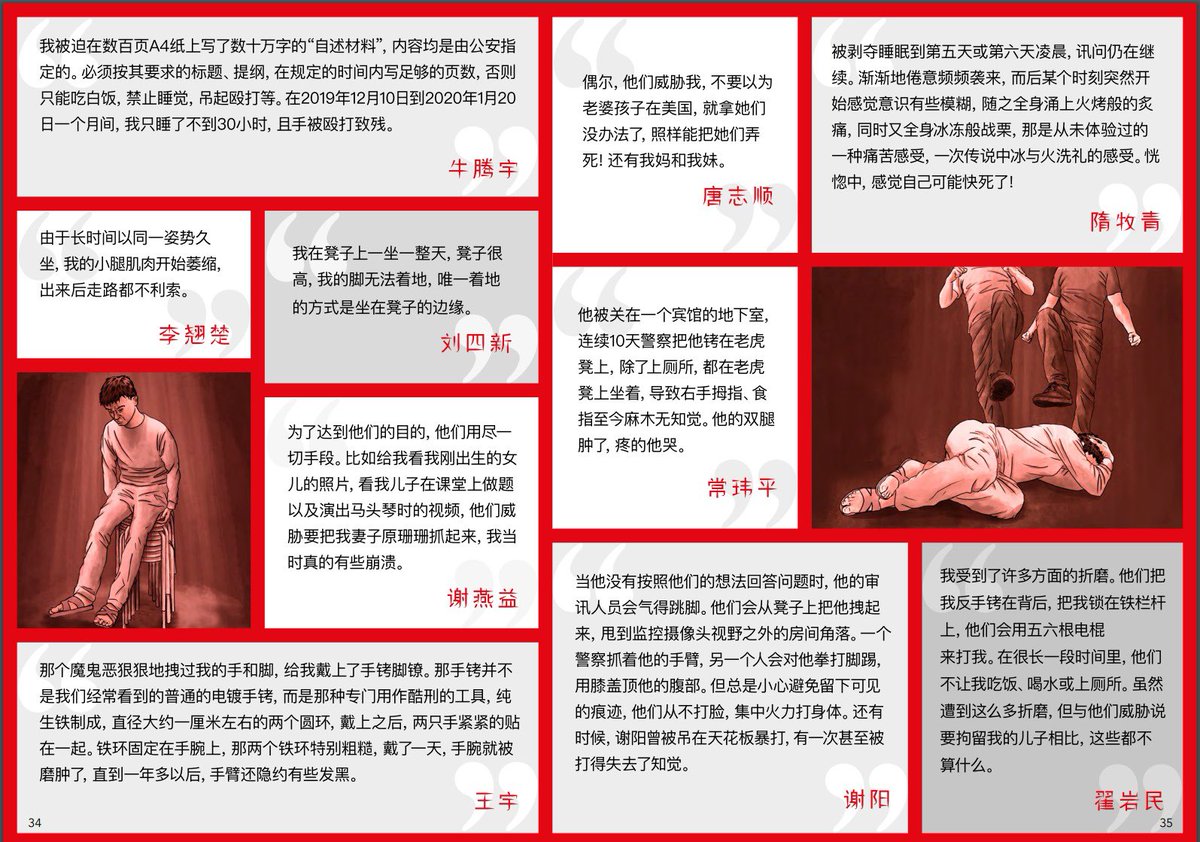 我被迫在数百页A4纸上写了数十万字的“自述材料”，内容均是由公安指
定的。必须按其要求的标题、提纲，在规定的时间内写足够的页数，否则
只能吃白饭，禁止睡觉，吊起殴打等。在2019年12月10日到2020年1月20
日一个月间，我只睡了不到30小时，且手被殴打致残。
牛腾宇
由于长时间以同一姿势久
坐，我的小腿肌肉开始萎缩，
出来后走路都不利索。
李翘楚
我在凳子上一坐一整天，凳子很
高，我的脚无法着地，唯一着地
的方式是坐在凳子的边缘。
刘四新
为了达到他们的目的，他们用尽一
切手段。比如给我看我刚出生的女
儿的照片，看我儿子在课堂上做题
以及演出马头琴时的视频，他们威
胁要把我妻子原珊珊抓起来，我当
时真的有些崩溃。
谢燕益
那个魔鬼恶狠狠地拽过我的手和脚，给我戴上了手铐脚镣。那手铐并不
是我们经常看到的普通的电镀手铐，而是那种专门用作酷刑的工具，纯
生铁制成，直径大约一厘米左右的两个圆环，戴上之后，两只手紧紧的贴
在一起。铁环固定在手腕上，那两个铁环特别粗糙，戴了一天，手腕就被
磨肿了，直到一年多以后，手臂还隐约有些发黑。
王宇
34
偶尔，他们威胁我，不要以为
老婆孩子在美国，就拿她们
没办法了，照样能把她们弄
死！还有我妈和我妹。
唐志顺
被剥夺睡眠到第五天或第六天凌晨，讯问仍在继
续。渐渐地倦意频频袭来，而后某个时刻突然开
始感觉意识有些模糊，随之全身涌上火烤般的炙
痛，同时又全身冰冻般战栗，那是从未体验过的
一种痛苦感受，一次传说中冰与火洗礼的感受。恍
惚中，感觉自己可能快死了！
隋牧青
他被关在一个宾馆的地下室，
连续10天警察把他铐在老虎
凳上，除了上厕所，都在老虎
凳上坐着，导致右手拇指、食
指至今麻木无知觉。他的双腿
肿了，疼的他哭。
常玮平
当他没有按照他们的想法回答问题时，他的审
讯人员会气得跳脚。他们会从凳子上把他拽起
来，甩到监控摄像头视野之外的房间角落。一个
警察抓着他的手臂，另一个人会对他拳打脚踢，
用膝盖顶他的腹部。但总是小心避免留下可见
的痕迹，他们从不打脸，集中火力打身体。还有
时候，谢阳曾被吊在天花板暴打，有一次甚至被
打得失去了知觉。
谢阳
我受到了许多方面的折磨。他们把
我反手铐在背后，把我锁在铁栏杆
上，他们会用五六根电棍
来打我。在很长一段时间里，他们
不让我吃饭、喝水或上厕所。虽然
遭到这么多折磨，但与他们威胁说
要拘留我的儿子相比，这些都不
算什么。
翟岩民
35